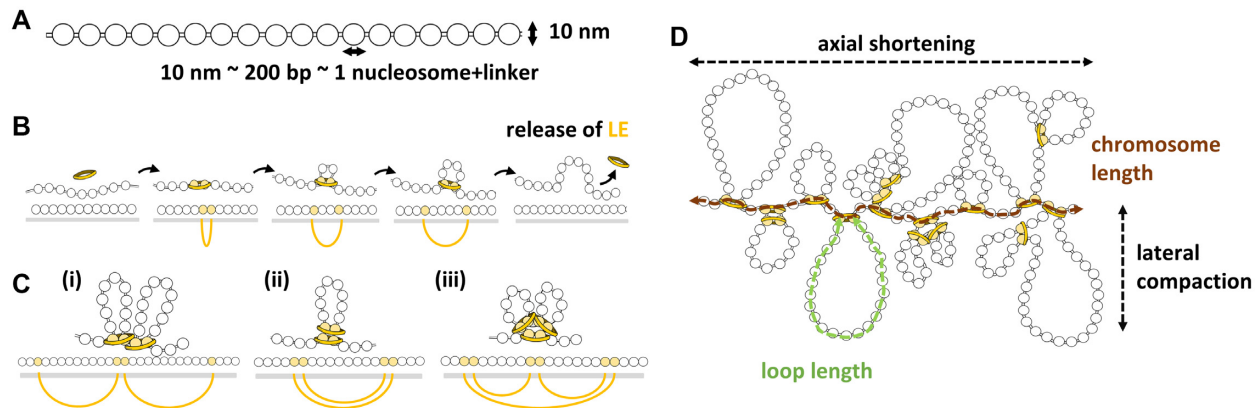 A
10 nm
10 nm ~ 200 bp ~ 1 nucleosome+linker
B
release of LE
C
(i)
(ii)
(iii)
D
axial shortening
chromosome
length
lateral
compaction
loop length